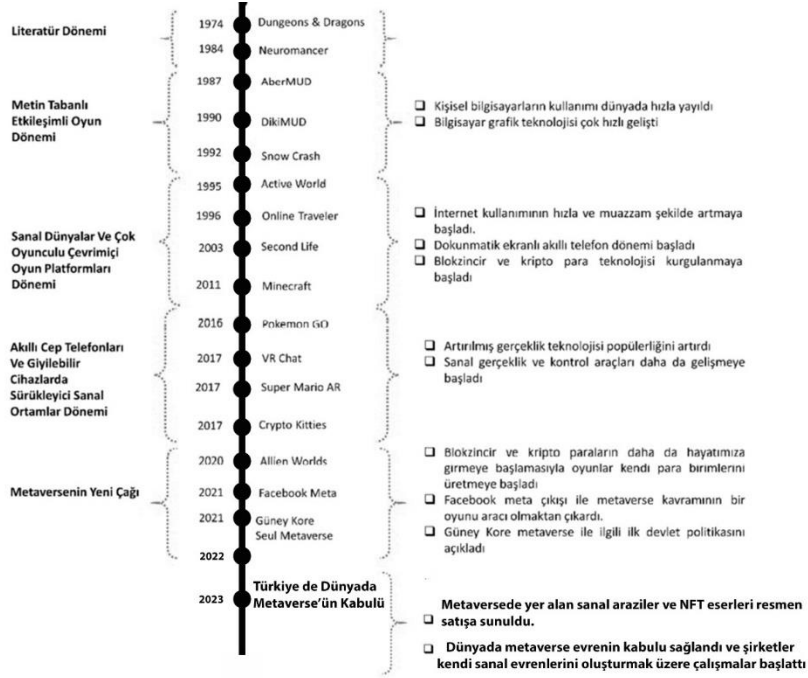 Literatür Dönemi
1974 Dungeons & Dragons
1984 Neuromancer
Metin Tabanlı
Etkileşimli Oyun
Dönemi
1987 AberMUD
1990 DikiMUD
1992 Snow Crash
❑ Kişisel bilgisayarların kullanımı dünyada hızla yayıldı
❑ Bilgisayar grafik teknolojisi çok hızlı gelişti
Sanal Dünyalar Ve Çok
Oyunculu Çevrimiçi
Oyun Platformları
Dönemi
1995 Active World
1996 Online Traveler
2003 Second Life
2011 Minecraft
❑ İnternet kullanımının hızla ve muazzam şekilde artmaya
başladı.
❑ Dokunmatik ekranlı akıllı telefon dönemi başladı
❑ Blokzincir ve kripto para teknolojisi kurgulanmaya
başladı
Akıllı Cep Telefonları
Ve Giyilebilir
Cihazlarda
Sürükleyici Sanal
Ortamlar Dönemi
2016 Pokemon GO
2017 VR Chat
2017 Super Mario AR
2017 Crypto Kitties
❑ Artırılmış gerçeklik teknolojisi popülerliğini artırdı
❑ Sanal gerçeklik ve kontrol araçları daha da gelişmeye
başladı
Metaversenin Yeni Çağı
2020 Allien Worlds
2021 Facebook Meta
2021 Güney Kore
Seul Metaverse
2022
❑ Blokzincir ve kripto paraların daha da hayatımıza
girmeye başlamasıyla oyunlar kendi para birimlerini
üretmeye başladı
❑ Facebook meta çıkışı ile metaverse kavramının bir
oyunu aracı olmaktan çıkardı.
❑ Güney Kore metaverse ile ilgili ilk devlet politikasını
açıkladı
2023 Türkiye de Dünyada
Metaverse'ün Kabulü
❑ Metaversede yer alan sanal araziler ve NFT eserleri resmen
satışa sunuldu.
❑ Dünyada metaverse evrenin kabulu sağlandı ve şirketler
kendi sanal evrenlerini oluşturmak üzere çalışmalar başlattı